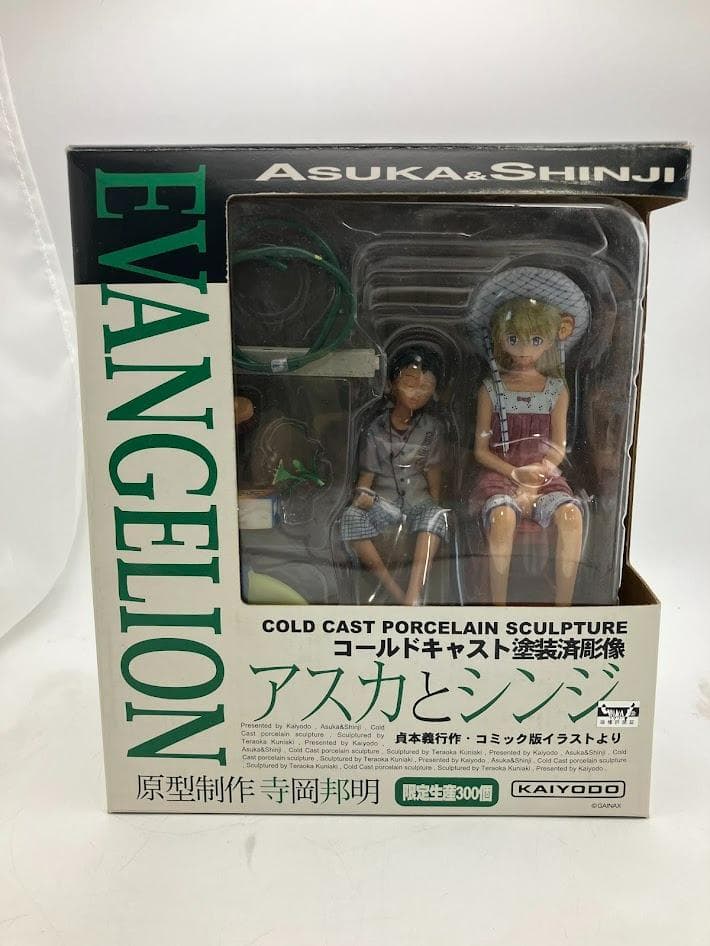 ASUKA&SHINJI
EVANGELION
COLD CAST PORCELAIN SCULPTURE
コールドキャスト塗装済彫像
アスカとシンジ
貞本義行作・コミック版イラストより
Presented by Kaiyodo , Asuka&Shinji , Cold
Cast porcelain sculpture , Sculptured by
Teraoka Kuniaki , Presented by Kaiyodo ,
Asuka&Shinji , Cold Cast porcelain sculpture , Sculptured by Teraoka Kuniaki , Presented by Kaiyodo , Asuka&Shinji , Cold
Cast porcelain sculpture , Sculptured by Teraoka Kuniaki , Presented by Kaiyodo , Asuka&Shinji , Cold Cast porcelain sculpture
, Sculptured by Teraoka Kuniaki , Cold Cast porcelain sculpture , Sculptured by Teraoka Kuniaki , Presented by Kaiyodo .
原型制作 寺岡邦明
限定生産300個
KAIYODO
©GAINAX